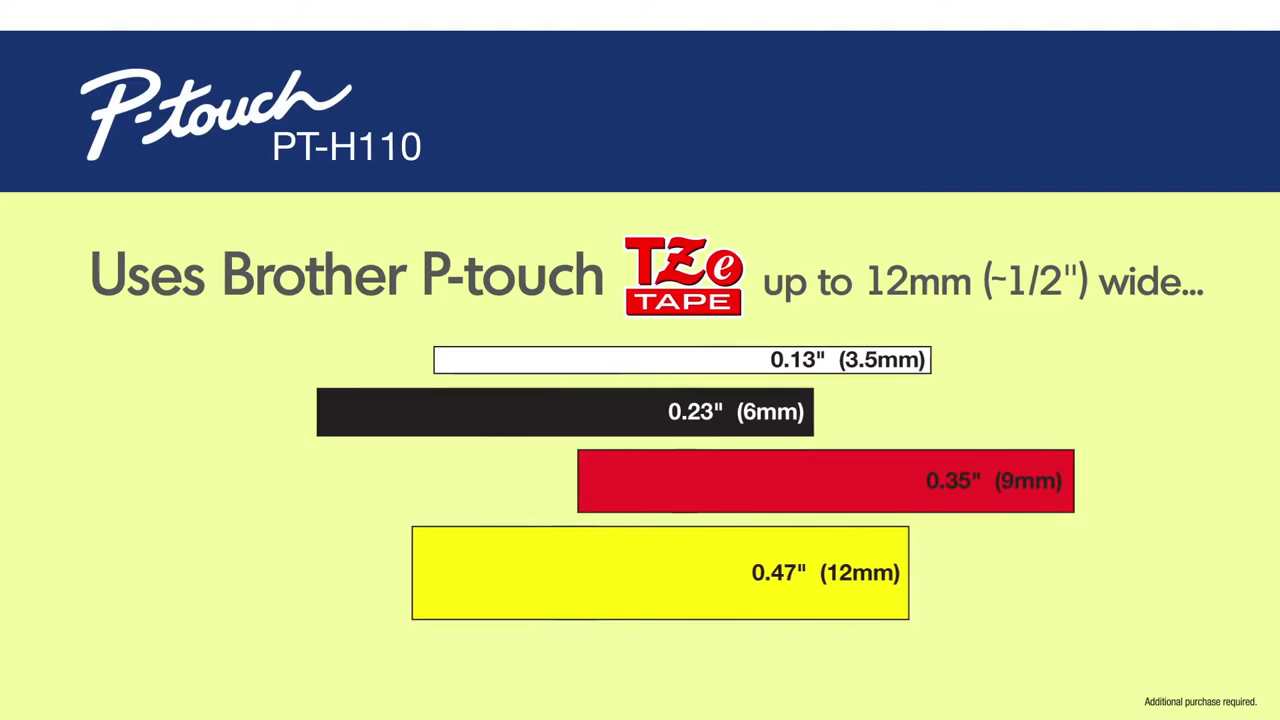 P-touch
PT-H110
Uses Brother P-touch TZe TAPE up to 12mm (~1/2") wide...
0.13" (3.5mm)
0.23" (6mm)
0.35" (9mm)
0.47" (12mm)
Additional purchase required.